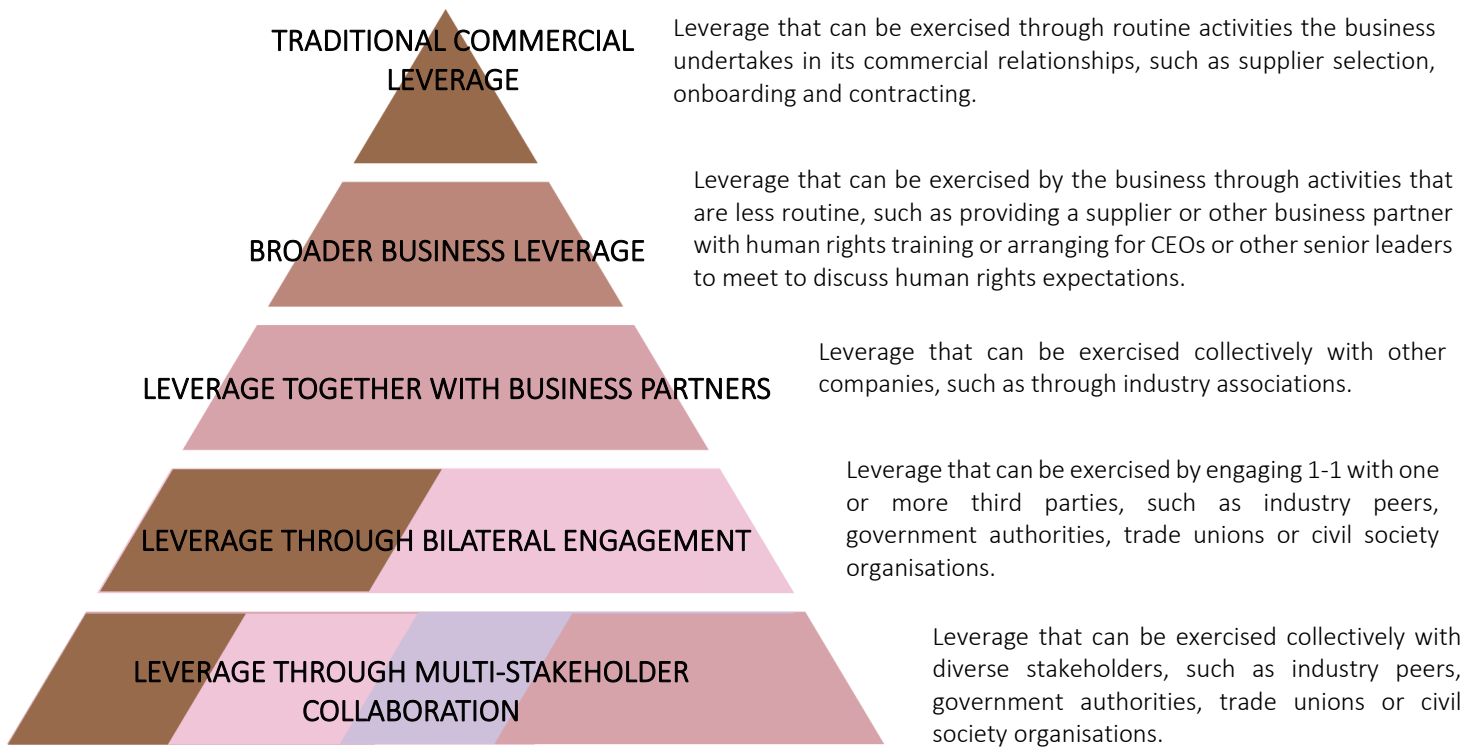 TRADITIONAL COMMERCIAL
LEVERAGE
Leverage that can be exercised through routine activities the business
undertakes in its commercial relationships, such as supplier selection,
onboarding and contracting.
BROADER BUSINESS LEVERAGE
Leverage that can be exercised by the business through activities that
are less routine, such as providing a supplier or other business partner
with human rights training or arranging for CEOs or other senior leaders
to meet to discuss human rights expectations.
LEVERAGE TOGETHER WITH BUSINESS PARTNERS
Leverage that can be exercised collectively with other
companies, such as through industry associations.
LEVERAGE THROUGH BILATERAL ENGAGEMENT
Leverage that can be exercised by engaging 1-1 with one
or more third parties, such as industry peers,
government authorities, trade unions or civil society
organisations.
LEVERAGE THROUGH MULTI-STAKEHOLDER
COLLABORATION
Leverage that can be exercised collectively with
diverse stakeholders, such as industry peers,
government authorities, trade unions or civil
society organisations.